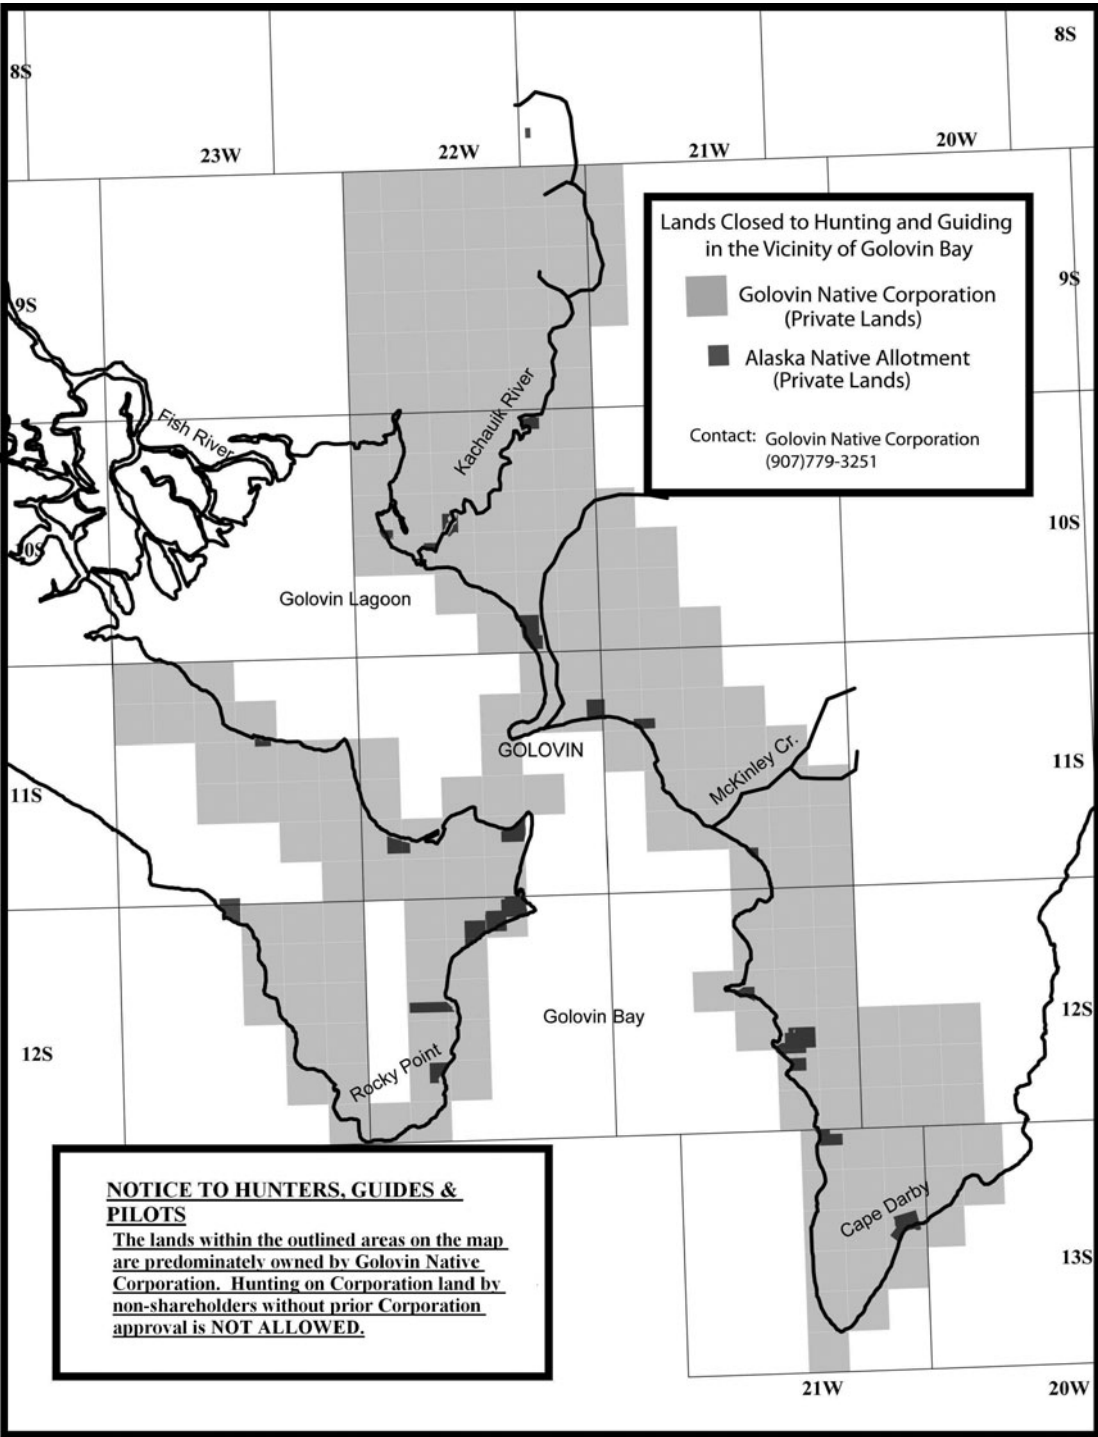 8S
8S
23W
22W
21W
20W
Lands Closed to Hunting and Guiding
in the Vicinity of Golovin Bay
Golovin Native Corporation
(Private Lands)
Alaska Native Allotment
(Private Lands)
Contact: Golovin Native Corporation
(907)779-3251
9S
9S
Fish River
Kachauik River
10S
10S
Golovin Lagoon
GOLOVIN
McKinley Cr.
11S
11S
Golovin Bay
12S
12S
Rocky Point
Cape Darby
13S
21W
20W
NOTICE TO HUNTERS, GUIDES &
PILOTS
The lands within the outlined areas on the map
are predominately owned by Golovin Native
Corporation. Hunting on Corporation land by
non-shareholders without prior Corporation
approval is NOT ALLOWED.